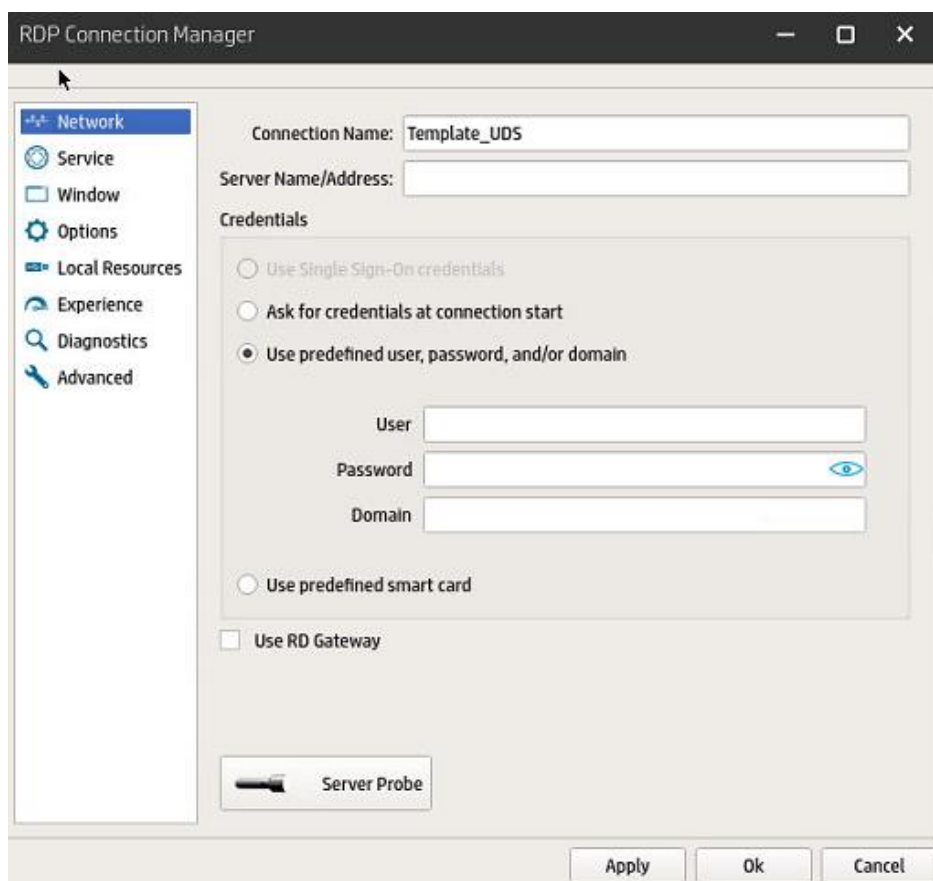 RDP Connection Manager
Network
Service
Window
Options
Local Resources
Experience
Diagnostics
Advanced
Connection Name: Template_UDS
Server Name/Address:
Credentials
Use Single Sign-On credentials
Ask for credentials at connection start
Use predefined user, password, and/or domain
User
Password
Domain
Use predefined smart card
Use RD Gateway
Server Probe
Apply Ok Cancel